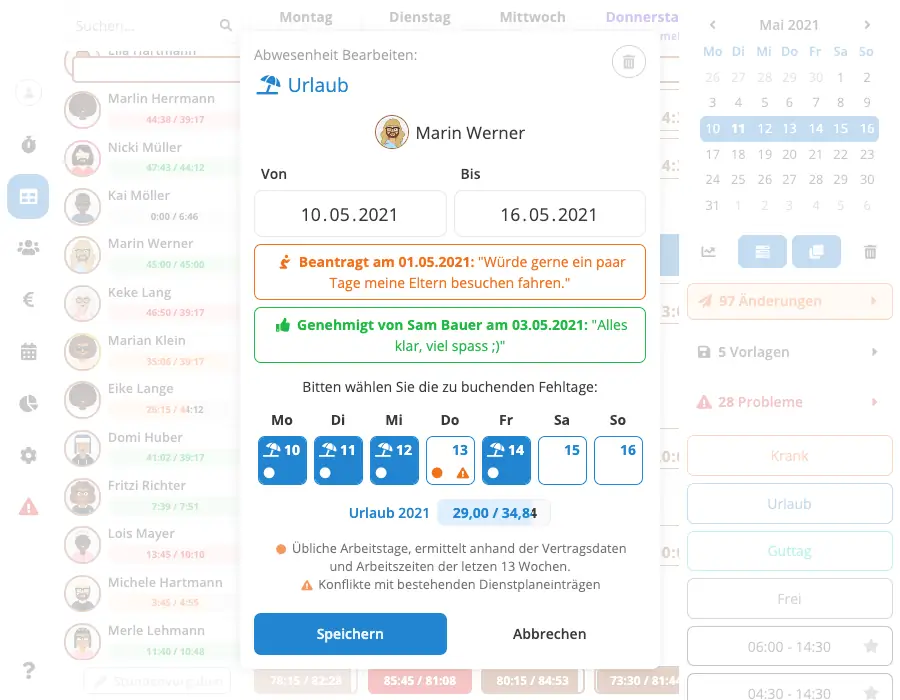 Suchen...
Montag
Dienstag
Mittwoch
Donnersta
Marlin Herrmann
44:38 / 39:17
Nicki Müller
47:43 / 44:12
Kai Möller
0:00 / 6:46
Marin Werner
45:00 / 45:06
Keke Lang
46:50 / 39:17
Marian Klein
35:06 / 39:17
Eike Lange
28:15 / 44:12
Domi Huber
41:02 / 39:17
Fritzi Richter
7:39 / 7:51
Lois Mayer
13:45 / 10:10
Michele Hartmann
3:45 / 4:55
Merle Lehmann
11:40 / 10:48
Abwesenheit Bearbeiten:
Urlaub
Marin Werner
Von
Bis
10.05.2021
16.05.2021
Beantragt am 01.05.2021: "Würde gerne ein paar
Tage meine Eltern besuchen fahren."
Genehmigt von Sam Bauer am 03.05.2021: "Alles
klar, viel spass ;)"
Bitten wählen Sie die zu buchenden Fehltage:
Mo Di Mi Do Fr Sa So
10 11 12 13 14 15 16
Urlaub 2021 29,00 / 34,84
Übliche Arbeitstage, ermittelt anhand der Vertragsdaten
und Arbeitszeiten der letzen 13 Wochen.
Konflikte mit bestehenden Dienstplaneinträgen
Speichern
Abbrechen
78:15 / 82:23
85:45 / 81:08
80:15 / 84:53
73:30 / 81:44
Mai 2021
Mo Di Mi Do Fr Sa So
26 27 28 29 30 1 2
3 4 5 6 7 8 9
10 11 12 13 14 15 16
17 18 19 20 21 22 23
24 25 26 27 28 29 30
31 1 2 3 4 5 6
97 Änderungen
5 Vorlagen
28 Probleme
Krank
Urlaub
Guttag
Frei
06:00 - 14:30
04:30 - 14:30
€
?